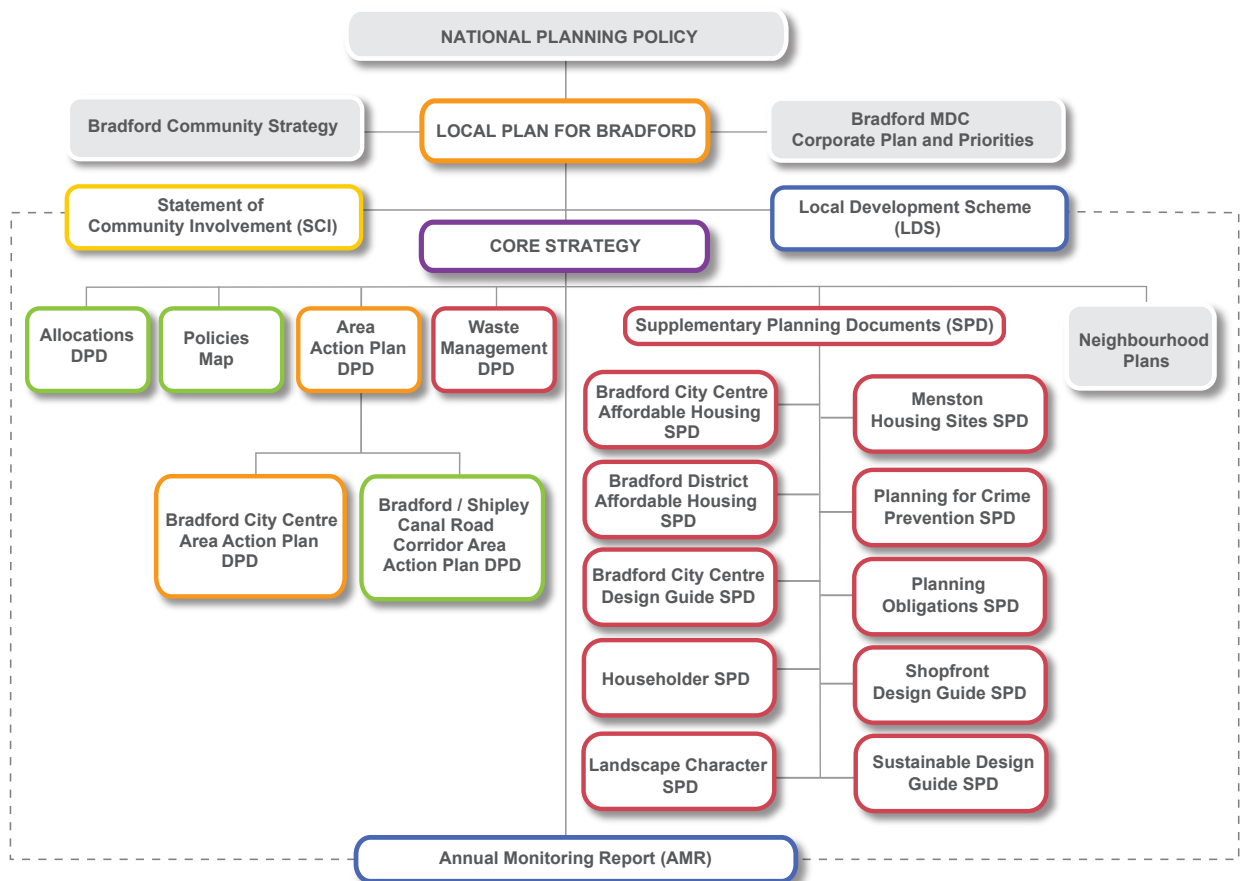 NATIONAL PLANNING POLICY
Bradford Community Strategy
LOCAL PLAN FOR BRADFORD
Bradford MDC
Corporate Plan and Priorities
Statement of
Community Involvement (SCI)
Local Development Scheme
(LDS)
CORE STRATEGY
Allocations
DPD
Policies
Map
Area
Action Plan
DPD
Waste
Management
DPD
Supplementary Planning Documents (SPD)
Neighbourhood
Plans
Bradford City Centre
Area Action Plan
DPD
Bradford / Shipley
Canal Road
Corridor Area
Action Plan DPD
Bradford City Centre
Affordable Housing
SPD
Menston
Housing Sites SPD
Bradford District
Affordable Housing
SPD
Planning for Crime
Prevention SPD
Bradford City Centre
Design Guide SPD
Planning
Obligations SPD
Householder SPD
Shopfront
Design Guide SPD
Landscape Character
SPD
Sustainable Design
Guide SPD
Annual Monitoring Report (AMR)